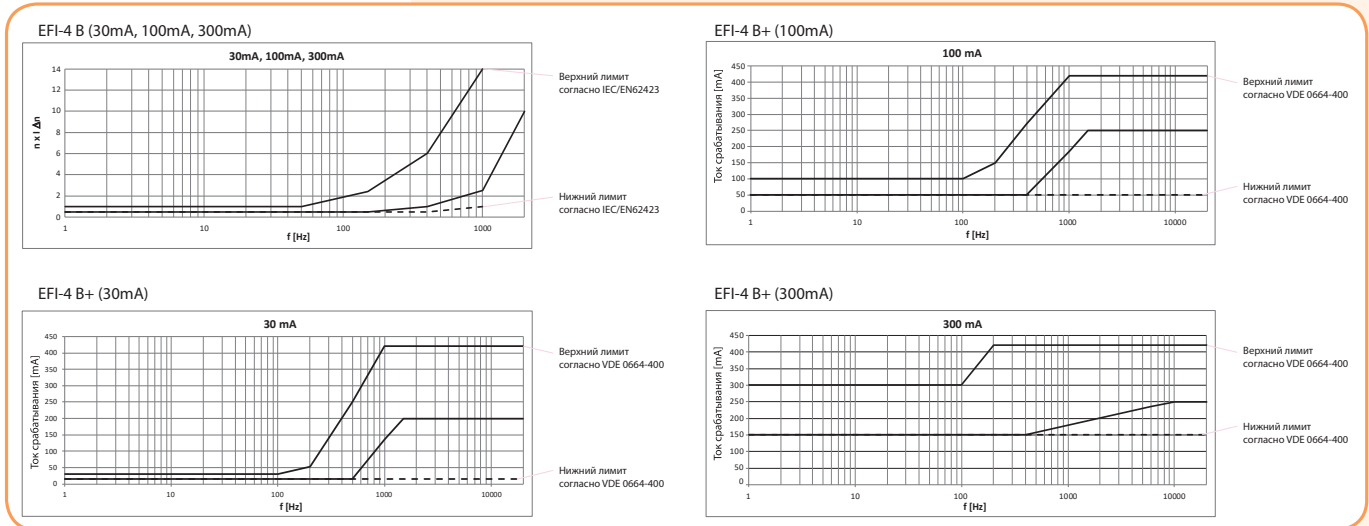 EFI-4 B (30mA, 100mA, 300mA)
30mA, 100mA, 300mA
n x I Δn
14
12
10
8
6
4
2
0
1
10
100
1000
f [Hz]
Верхний лимит
согласно IEC/EN62423
Нижний лимит
согласно IEC/EN62423
EFI-4 B+ (100mA)
100 mA
Ток срабатывания [mA]
450
400
350
300
250
200
150
100
50
0
1
10
100
1000
10000
f [Hz]
Верхний лимит
согласно VDE 0664-400
Нижний лимит
согласно VDE 0664-400
EFI-4 B+ (30mA)
30 mA
Ток срабатывания [mA]
450
400
350
300
250
200
150
100
50
0
1
10
100
1000
10000
f [Hz]
Верхний лимит
согласно VDE 0664-400
Нижний лимит
согласно VDE 0664-400
EFI-4 B+ (300mA)
300 mA
Ток срабатывания [mA]
450
400
350
300
250
200
150
100
50
0
1
10
100
1000
10000
f [Hz]
Верхний лимит
согласно VDE 0664-400
Нижний лимит
согласно VDE 0664-400